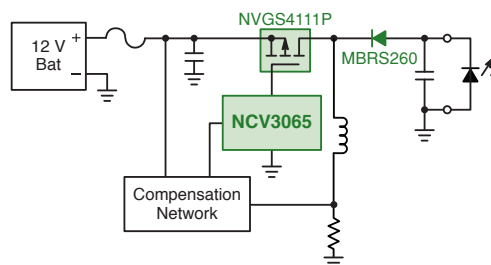 NVGS4111P
12 V
Bat
+
−
MBRS260
NCV3065
Compensation
Network